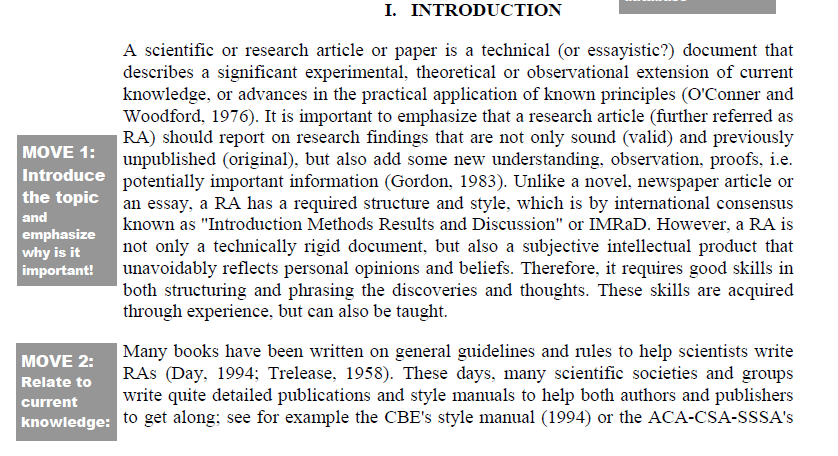 I. INTRODUCTION
A scientific or research article or paper is a technical (or essayistic?) document that
describes a significant experimental, theoretical or observational extension of current
knowledge, or advances in the practical application of known principles (O'Conner and
Woodford, 1976). It is important to emphasize that a research article (further referred as
RA) should report on research findings that are not only sound (valid) and previously
unpublished (original), but also add some new understanding, observation, proofs, i.e.
potentially important information (Gordon, 1983). Unlike a novel, newspaper article or
an essay, a RA has a required structure and style, which is by international consensus
known as "Introduction Methods Results and Discussion" or IMRaD. However, a RA is
not only a technically rigid document, but also a subjective intellectual product that
unavoidably reflects personal opinions and beliefs. Therefore, it requires good skills in
both structuring and phrasing the discoveries and thoughts. These skills are acquired
through experience, but can also be taught.
MOVE 1:
Introduce
the topic
and
emphasize
why is it
important!
Many books have been written on general guidelines and rules to help scientists write
RAs (Day, 1994; Trelease, 1958). These days, many scientific societies and groups
write quite detailed publications and style manuals to help both authors and publishers
to get along; see for example the CBE's style manual (1994) or the ACA-CSA-SSSA's
MOVE 2:
Relate to
current
knowledge: